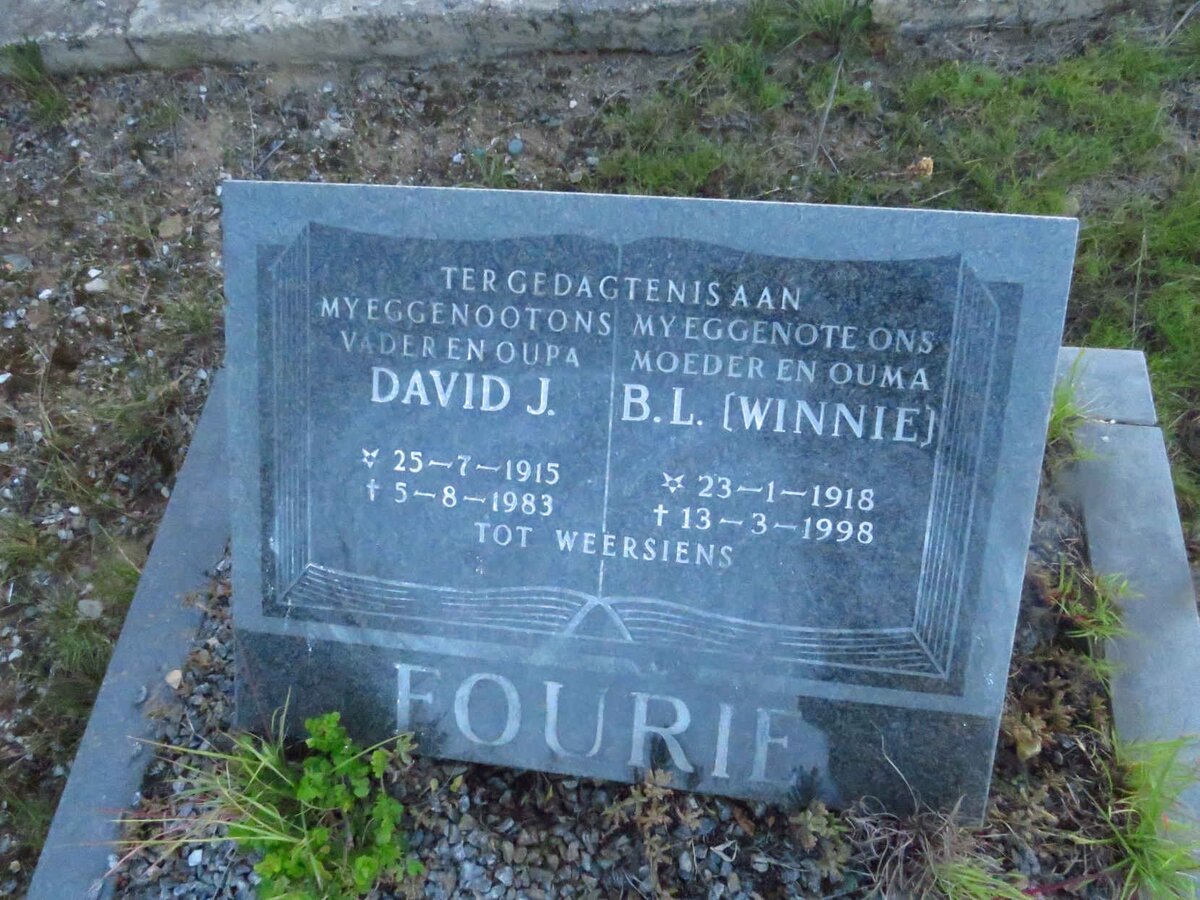 TER GEDAGTENIS AAN
MY EGGENOOT ONS
VADER EN OUPA
DAVID J.
☆ 25-7-1915
✝ 5-8-1983
MY EGGENOTE ONS
MOEDER EN OUMA
B.L. (WINNIE)
☆ 23-1-1918
✝ 13-3-1998
TOT WEERSIENS
FOURIE